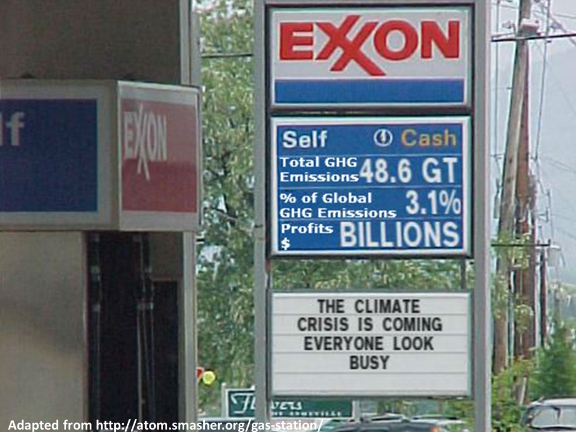 EXXON
Self Cash
Total GHG
Emissions 48.6 GT
% of Global
GHG Emissions 3.1%
Profits
$ BILLIONS
THE CLIMATE
CRISIS IS COMING
EVERYONE LOOK
BUSY
EXXON
lf
Adapted from http://atom.smasher.org/gas-station/